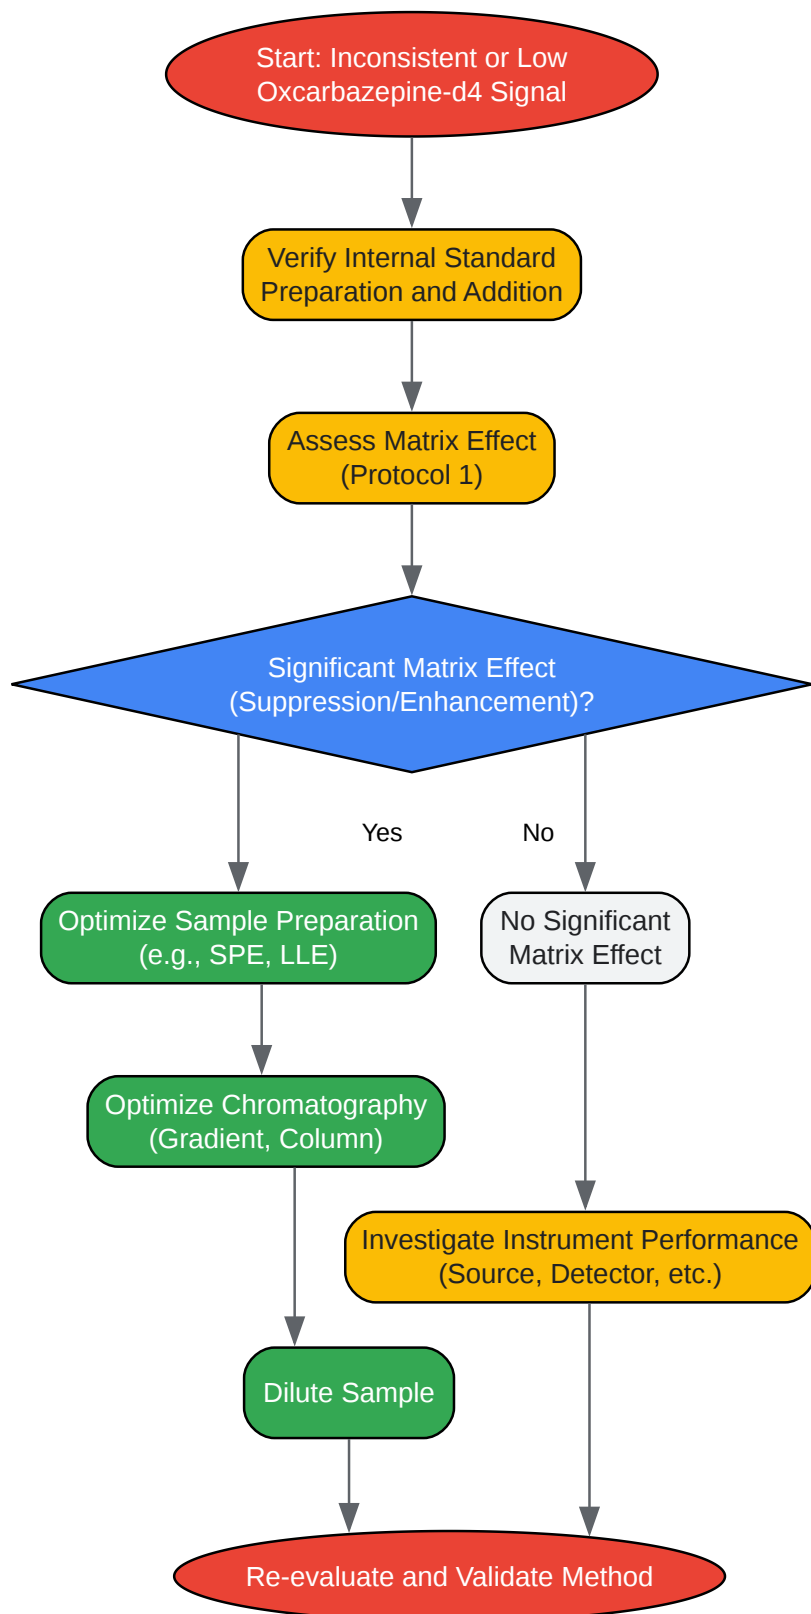 Start: Inconsistent or Low
Oxcarbazepine-d4 Signal
Verify Internal Standard
Preparation and Addition
Assess Matrix Effect
(Protocol 1)
Significant Matrix Effect
(Suppression/Enhancement)?
Yes
No
Optimize Sample Preparation
(e.g., SPE, LLE)
No Significant
Matrix Effect
Optimize Chromatography
(Gradient, Column)
Investigate Instrument Performance
(Source, Detector, etc.)
Dilute Sample
Re-evaluate and Validate Method